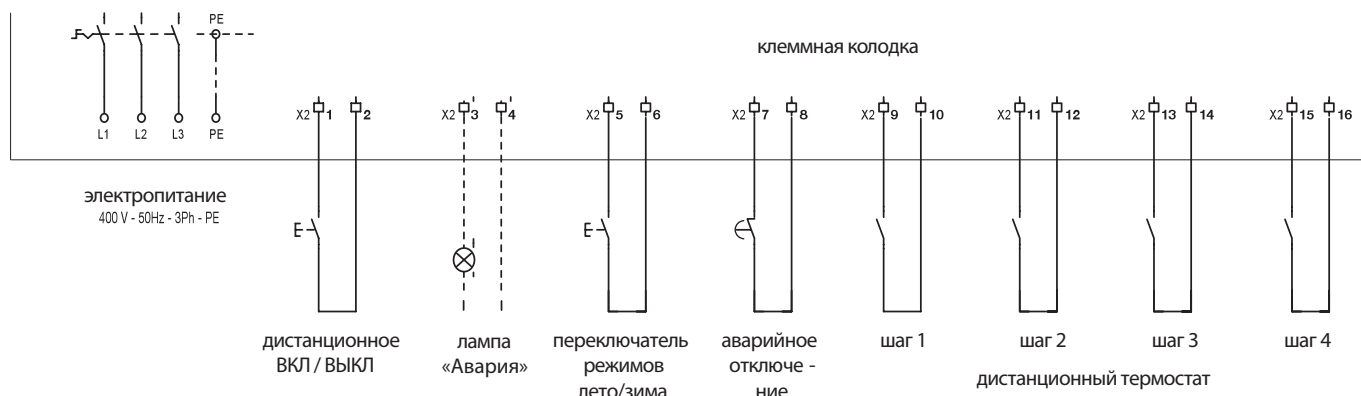 PE
клеммная колодка
X2 1 2 X2 3 4 X2 5 6 X2 7 8 X2 9 10 X2 11 12 X2 13 14 X2 15 16
L1 L2 L3 PE
электропитание
400 V - 50Hz - 3Ph - PE
дистанционное
ВКЛ / ВЫКЛ
лампа
«Авария»
переключатель
режимов
лето/зима
аварийное
отключе -
ние
шаг 1
шаг 2
шаг 3
шаг 4
дистанционный термостат